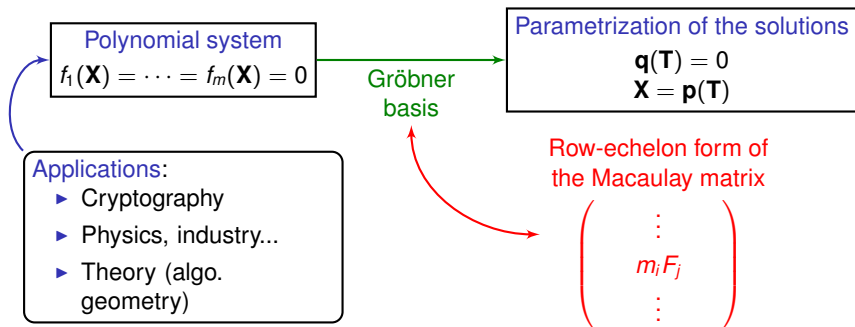 Polynomial system
f₁(X) = ⋯ = fₘ(X) = 0
Gröbner
basis
Parametrization of the solutions
q(T) = 0
X = p(T)
Applications:
► Cryptography
► Physics, industry...
► Theory (algo.
geometry)
Row-echelon form of
the Macaulay matrix
⋮
mᵢFⱼ
⋮